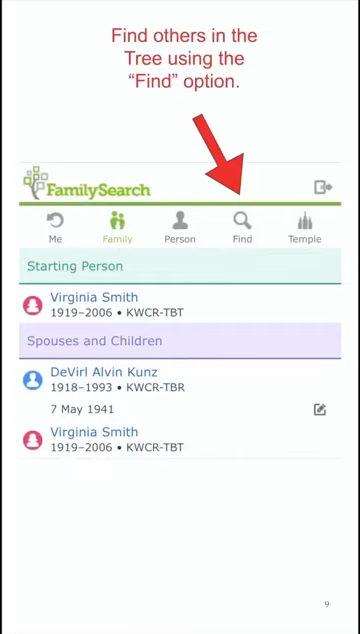 Find others in the
Tree using the
“Find” option.
FamilySearch
Me
Family
Person
Find
Temple
Starting Person
Virginia Smith
1919–2006 • KWCR-TBT
Spouses and Children
DeVirl Alvin Kunz
1918–1993 • KWCR-TBR
7 May 1941
Virginia Smith
1919–2006 • KWCR-TBT
9